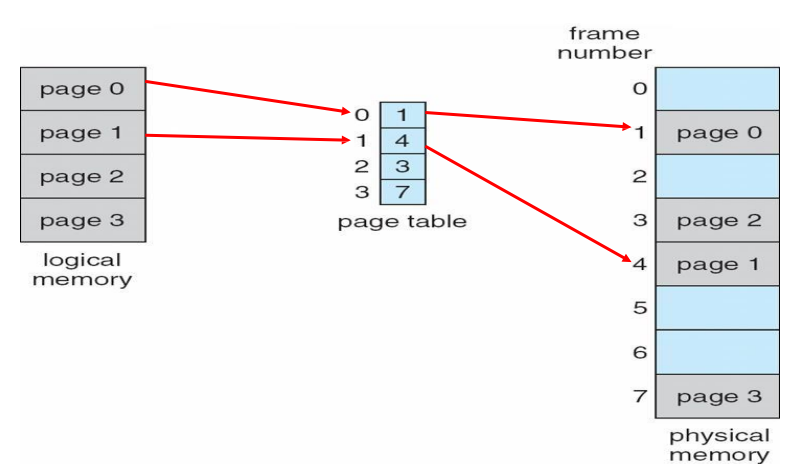 page 0
page 1
page 2
page 3
logical
memory
0 1
1 4
2 3
3 7
page table
frame
number
0
1 page 0
2
3 page 2
4 page 1
5
6
7 page 3
physical
memory